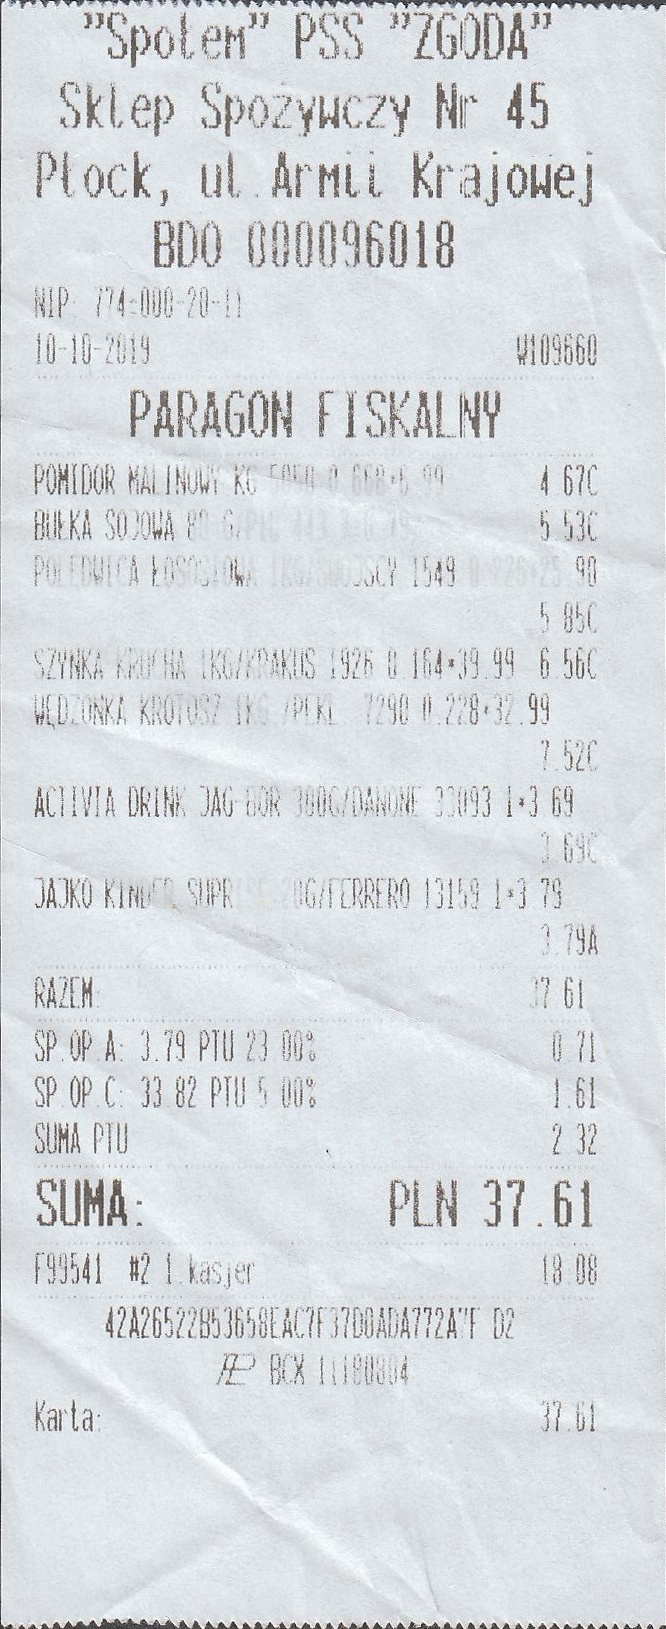 "Społem" PSS "ZGODA"
Sklep Spożywczy Nr 45
Płock, ul.Armii Krajowej
BDO 000096018
NIP: 774-000-20-11
10-10-2019 W109660
PARAGON FISKALNY
POMIDOR MALINOWY KG 5050 0.668*6.99 4.67C
BUŁKA SOJOWA 80 G/PLL 5.53C
POLĘDWICA ŁOSOSIOWA 1549 0.226*25.90
5.85C
SZYNKA KRUCHA 1KG/KRAKUS 1926 0.164*39.99 6.56C
WĘDZONKA KROTOSZ 1KG /PEKL. 7290 0.228*32.99
7.52C
ACTIVIA DRINK JAG-BOR 300G/DANONE 33093 1*3.69
3.69C
JAJKO KINDER SUPRISE 20G/FERRERO 13159 1*3.79
3.79A
RAZEM: 37.61
SP.OP.A: 3.79 PTU 23.00% 0.71
SP.OP.C: 33.82 PTU 5.00% 1.61
SUMA PTU 2.32
SUMA: PLN 37.61
F99541 #2 1.kasjer 18:08
42A26522B53658EAC7F37D0ADA772A7F D2
BCX 11180804
Karta: 37.61